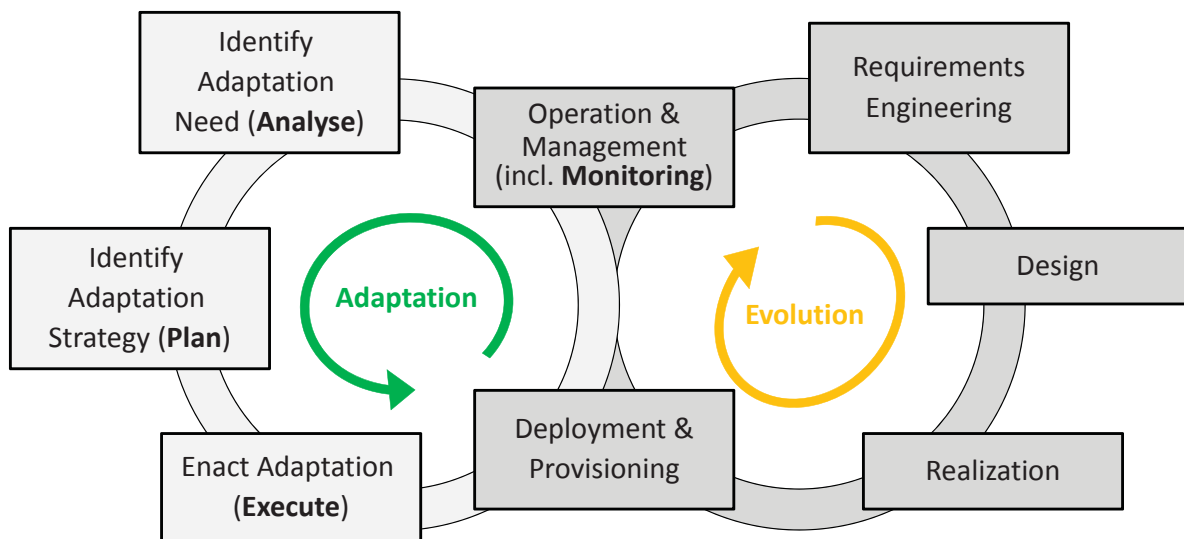 Identify
Adaptation
Need (Analyse)
Operation &
Management
(incl. Monitoring)
Requirements
Engineering
Identify
Adaptation
Strategy (Plan)
Adaptation
Evolution
Design
Enact Adaptation
(Execute)
Deployment &
Provisioning
Realization